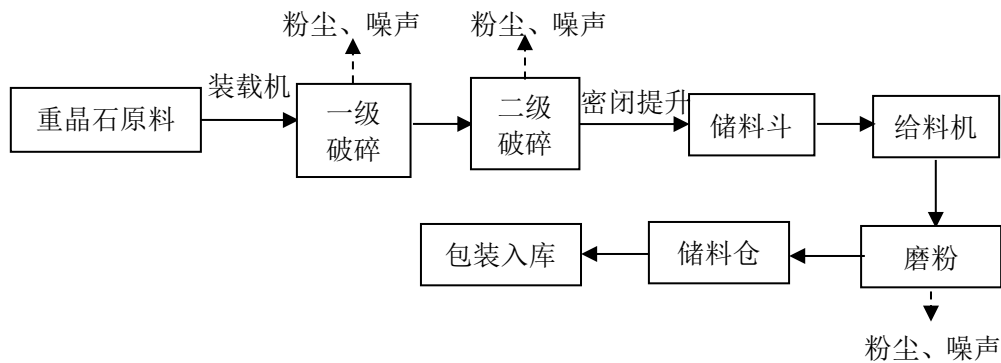 粉尘、噪声
粉尘、噪声
重晶石原料
装载机
一级
破碎
二级
破碎
密闭提升
储料斗
给料机
包装入库
储料仓
磨粉
粉尘、噪声